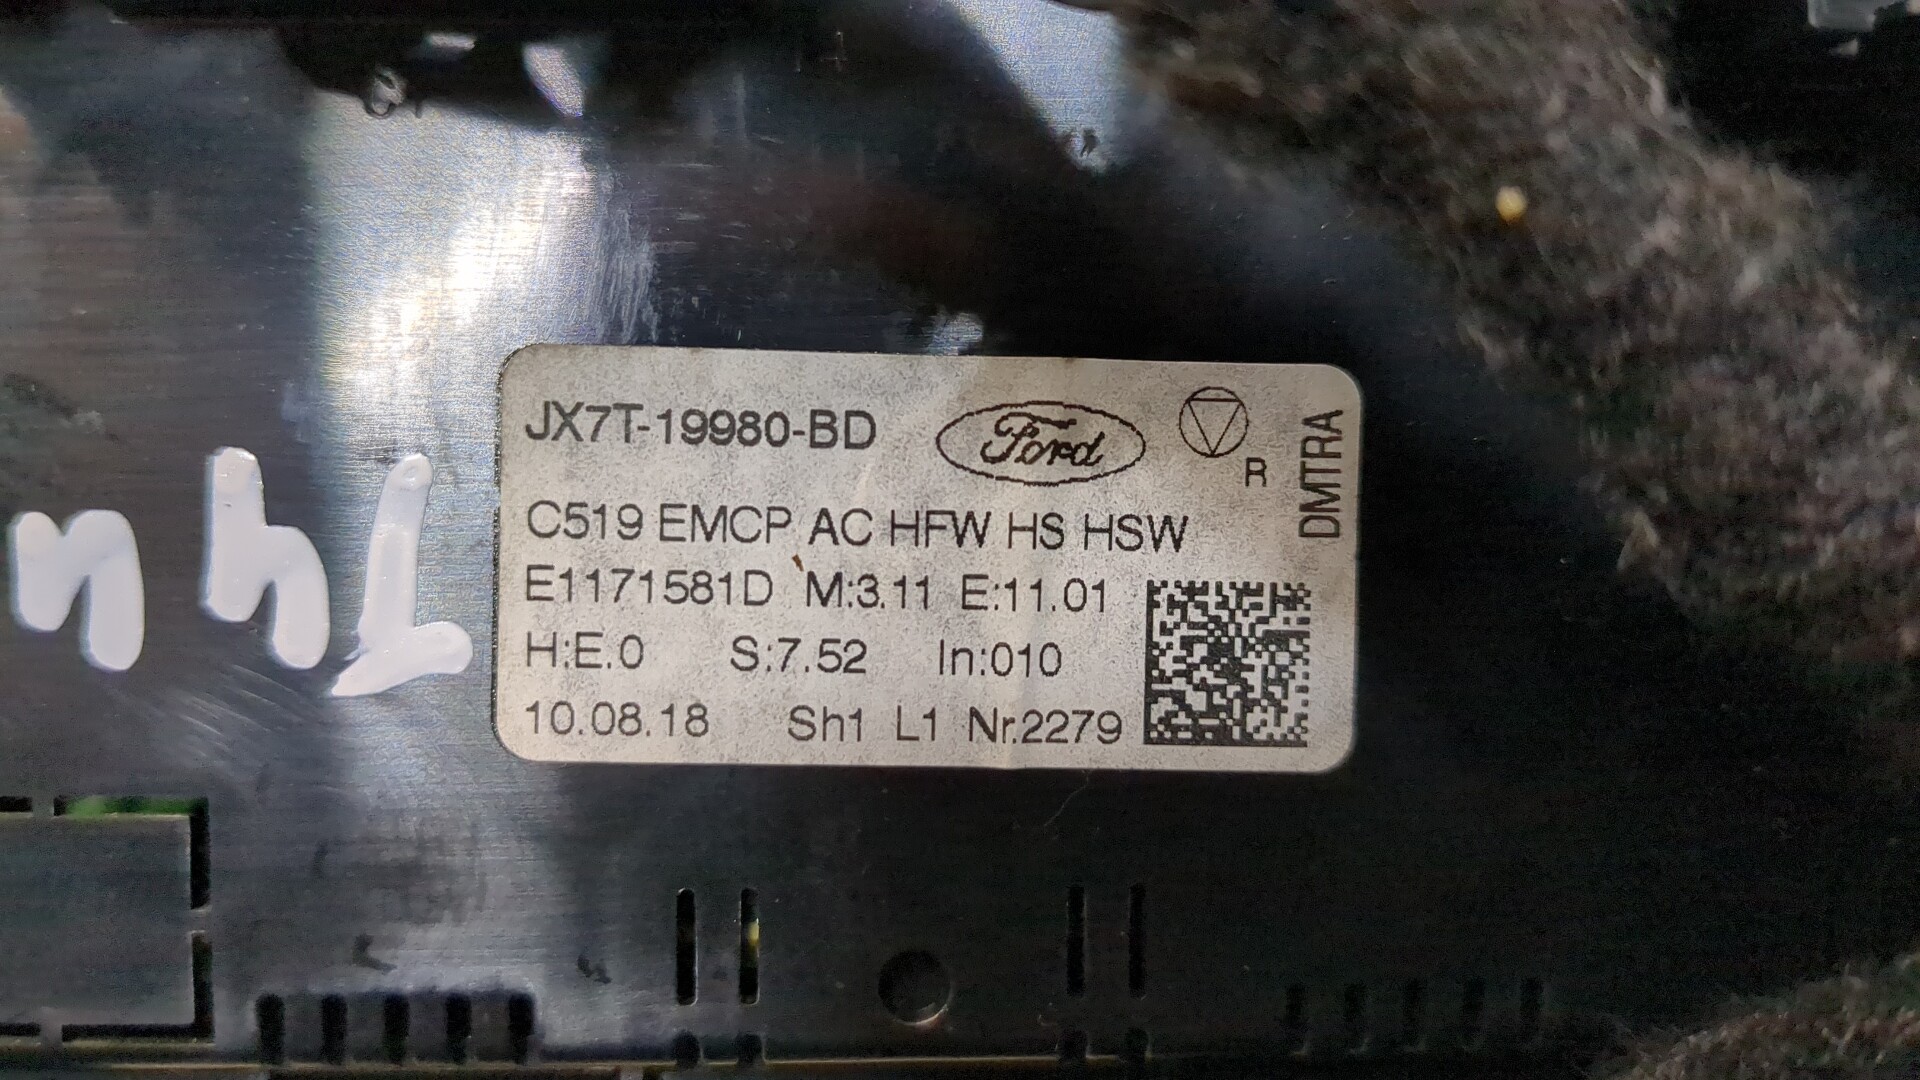 JX7T-19980-BD Ford R
DMTRA
C519 EMCP AC HFW HS HSW
E1171581D M:3.11 E:11.01
H:E.0 S:7.52 In:010
10.08.18 Sh1 L1 Nr.2279